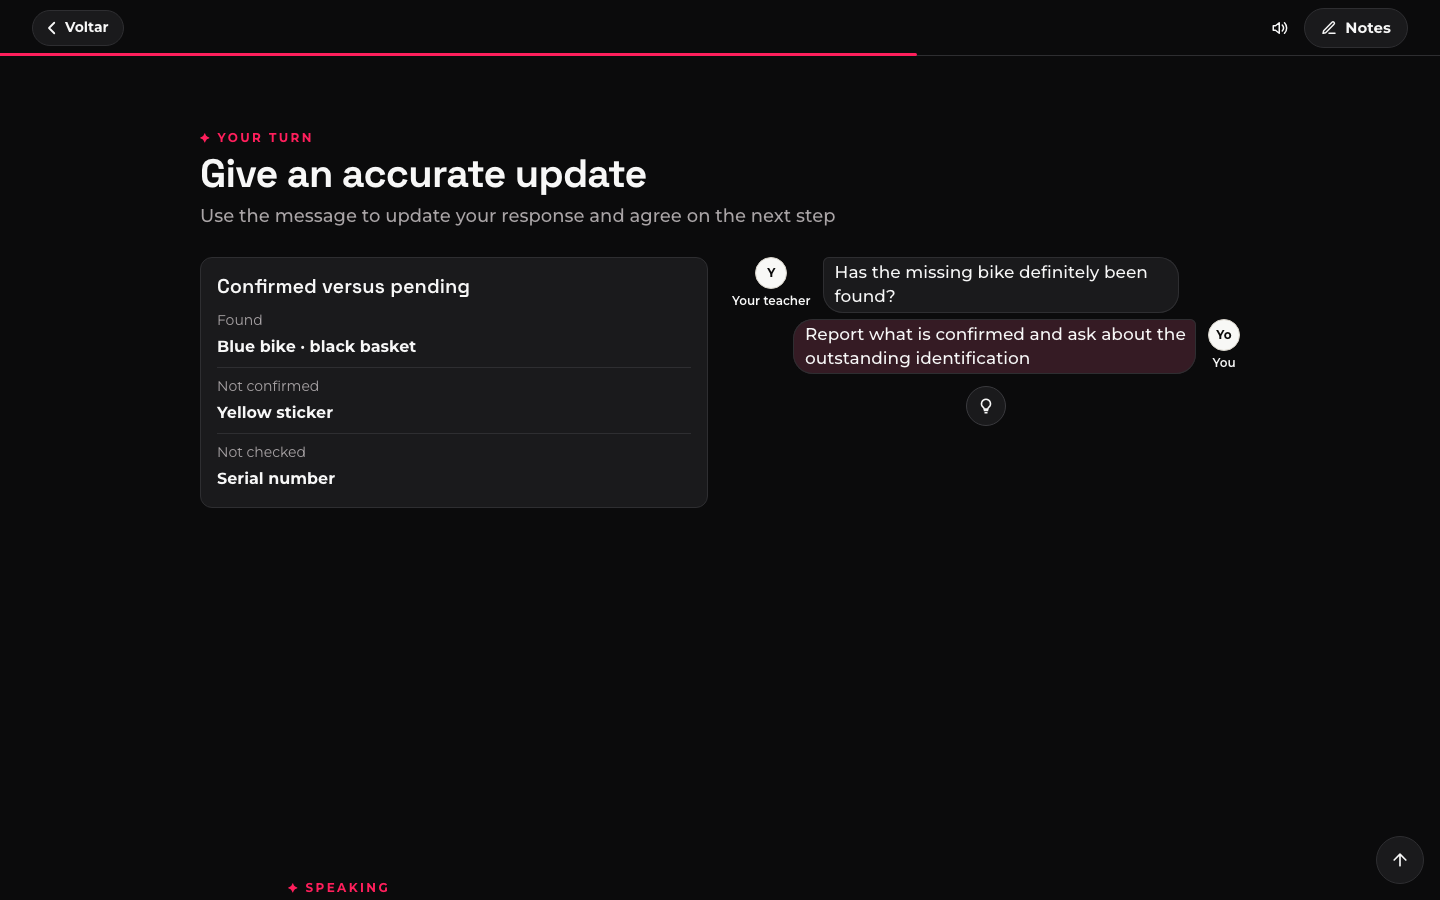 Voltar
Notes
YOUR TURN
Give an accurate update
Use the message to update your response and agree on the next step
Confirmed versus pending
Found
Blue bike · black basket
Not confirmed
Yellow sticker
Not checked
Serial number
Y
Your teacher
Has the missing bike definitely been
found?
Report what is confirmed and ask about the
outstanding identification
Yo
You
SPEAKING